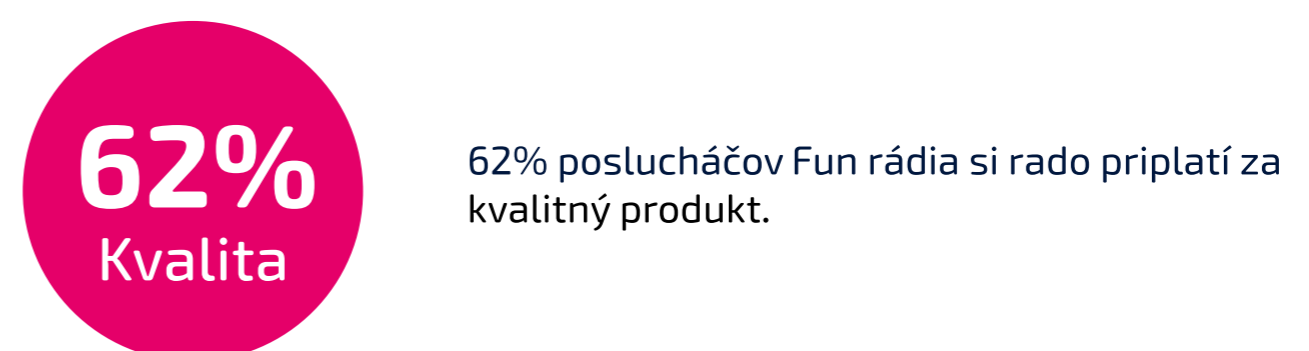 62%
Kvalita
62% poslucháčov Fun rádia si rado priplatí za
kvalitný produkt.